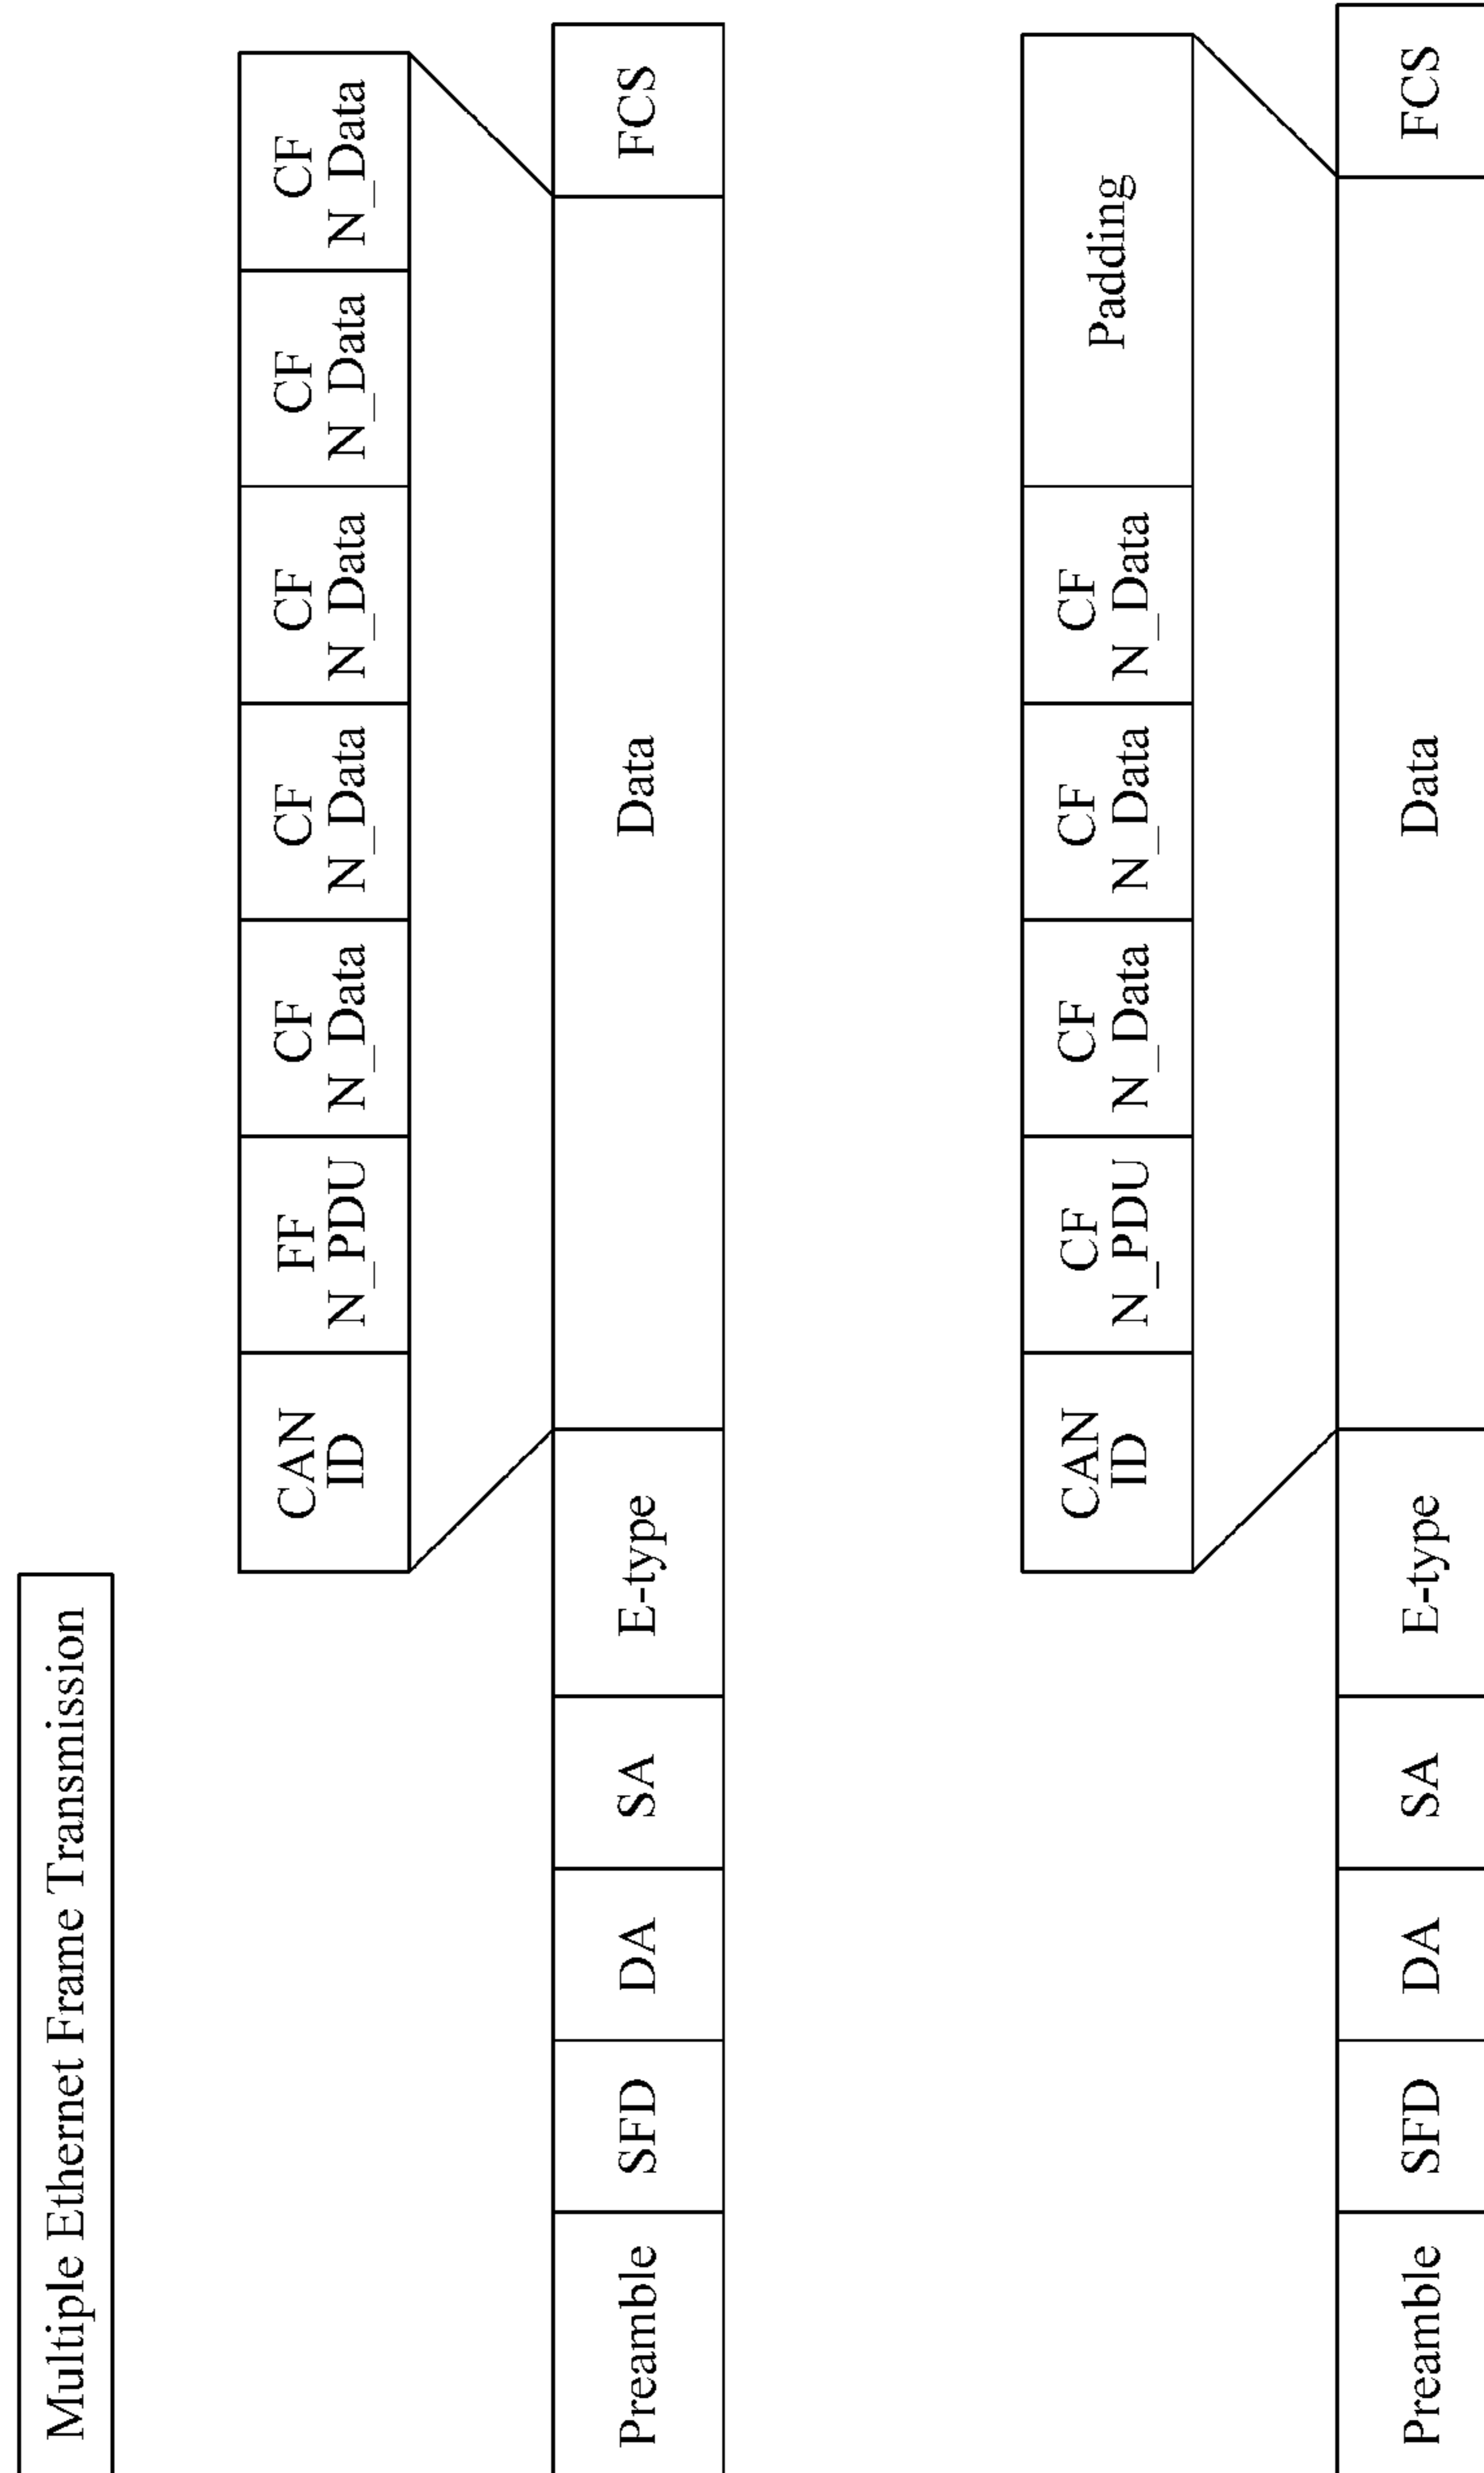 Multiple Ethernet Frame Transmission
CAN
ID
FF
N_PDU
CF
N_Data
CF
N_Data
CF
N_Data
CF
N_Data
CF
N_Data
Preamble
SFD
DA
SA
E-type
Data
FCS
CAN
ID
CF
N_PDU
CF
N_Data
CF
N_Data
CF
N_Data
Padding
Preamble
SFD
DA
SA
E-type
Data
FCS